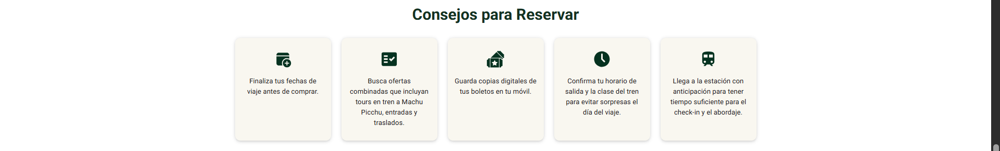 Consejos para Reservar
Finaliza tus fechas de
viaje antes de comprar.
Busca ofertas
combinadas que incluyan
tours en tren a Machu
Picchu, entradas y
traslados.
Guarda copias digitales de
tus boletos en tu móvil.
Confirma tu horario de
salida y la clase del tren
para evitar sorpresas el
día del viaje.
Llega a la estación con
anticipación para tener
tiempo suficiente para el
check-in y el abordaje.